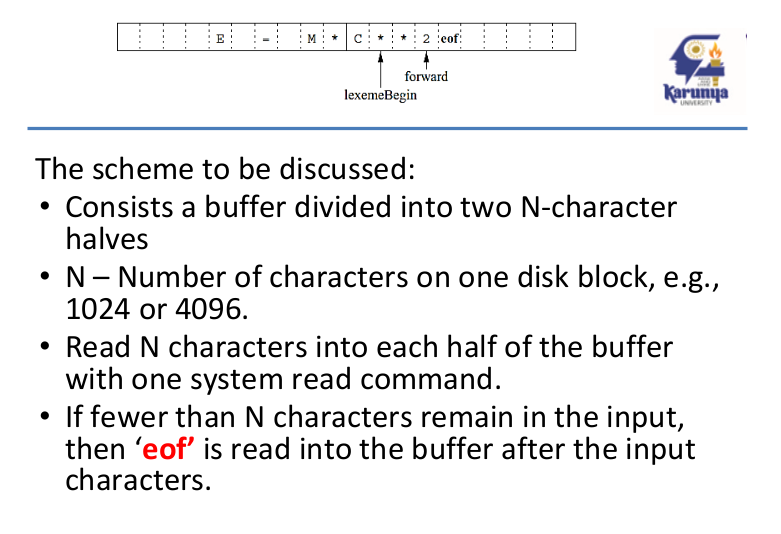 E = M * C * * 2 eof
forward
lexemeBegin
Karunya
UNIVERSITY
The scheme to be discussed:
• Consists a buffer divided into two N-character
halves
• N – Number of characters on one disk block, e.g.,
1024 or 4096.
• Read N characters into each half of the buffer
with one system read command.
• If fewer than N characters remain in the input,
then ‘eof’ is read into the buffer after the input
characters.